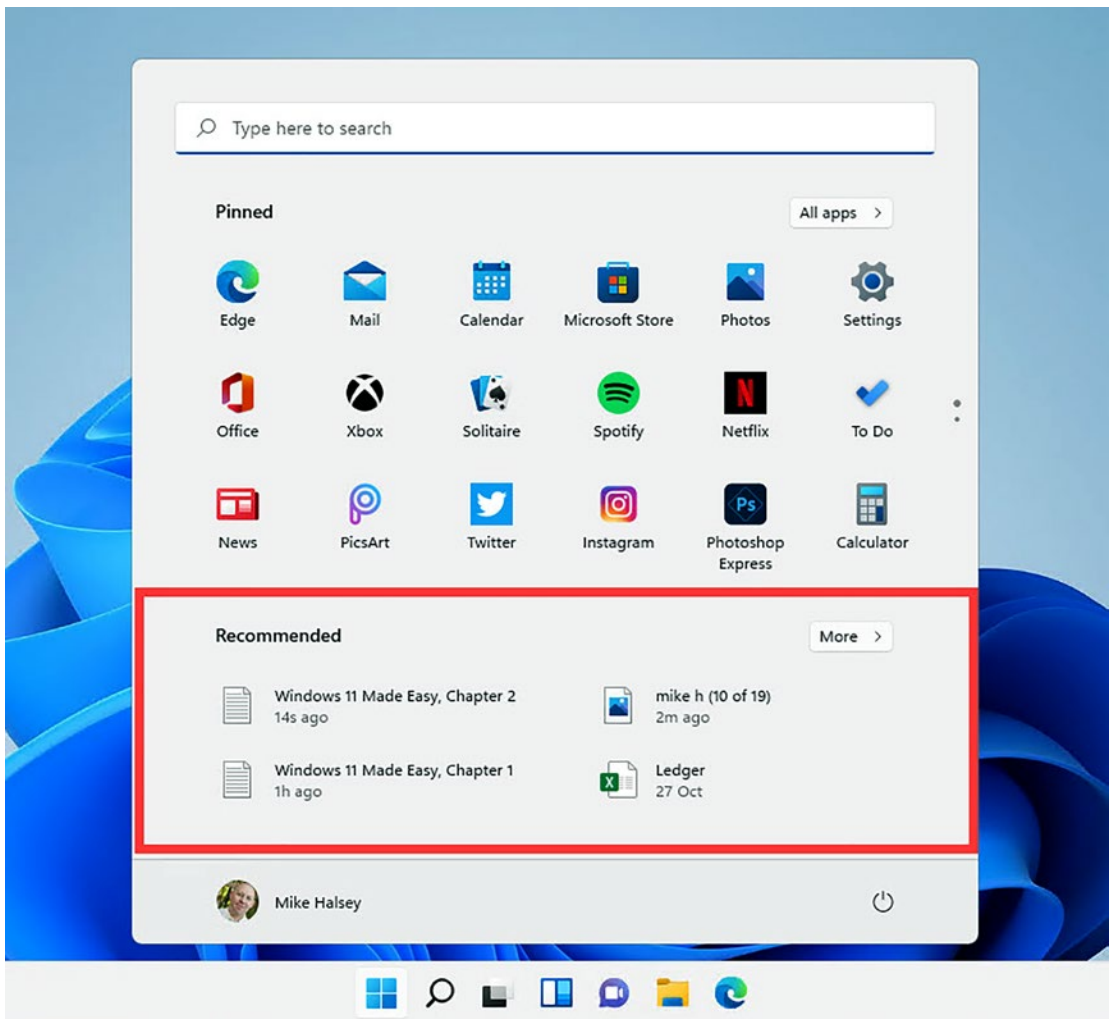 Type here to search
Pinned
All apps >
Edge
Mail
Calendar
Microsoft Store
Photos
Settings
Office
Xbox
Solitaire
Spotify
Netflix
To Do
News
PicsArt
Twitter
Instagram
Ps
Photoshop
Express
Calculator
Recommended
More >
Windows 11 Made Easy, Chapter 2
14s ago
mike h (10 of 19)
2m ago
Windows 11 Made Easy, Chapter 1
1h ago
Ledger
27 Oct
Mike Halsey